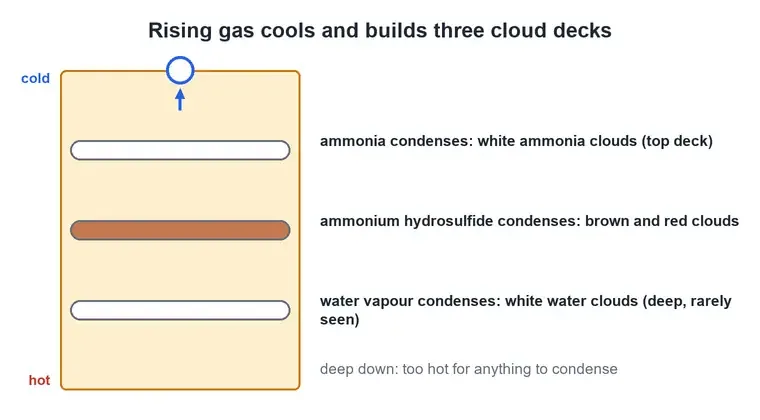 Rising gas cools and builds three cloud decks
cold
ammonia condenses: white ammonia clouds (top deck)
ammonium hydrosulfide condenses: brown and red clouds
water vapour condenses: white water clouds (deep, rarely
seen)
deep down: too hot for anything to condense
hot